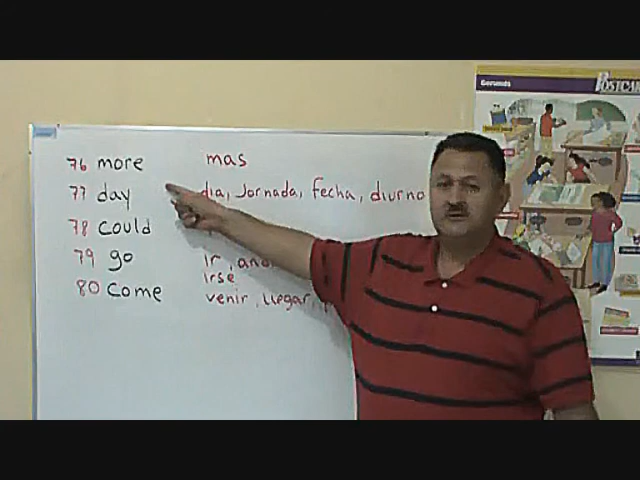 76 more mas
77 day dia, Jornada, fecha, diurno
78 could
79 go ir,
irse
80 come venir, llegar,
Gerunds